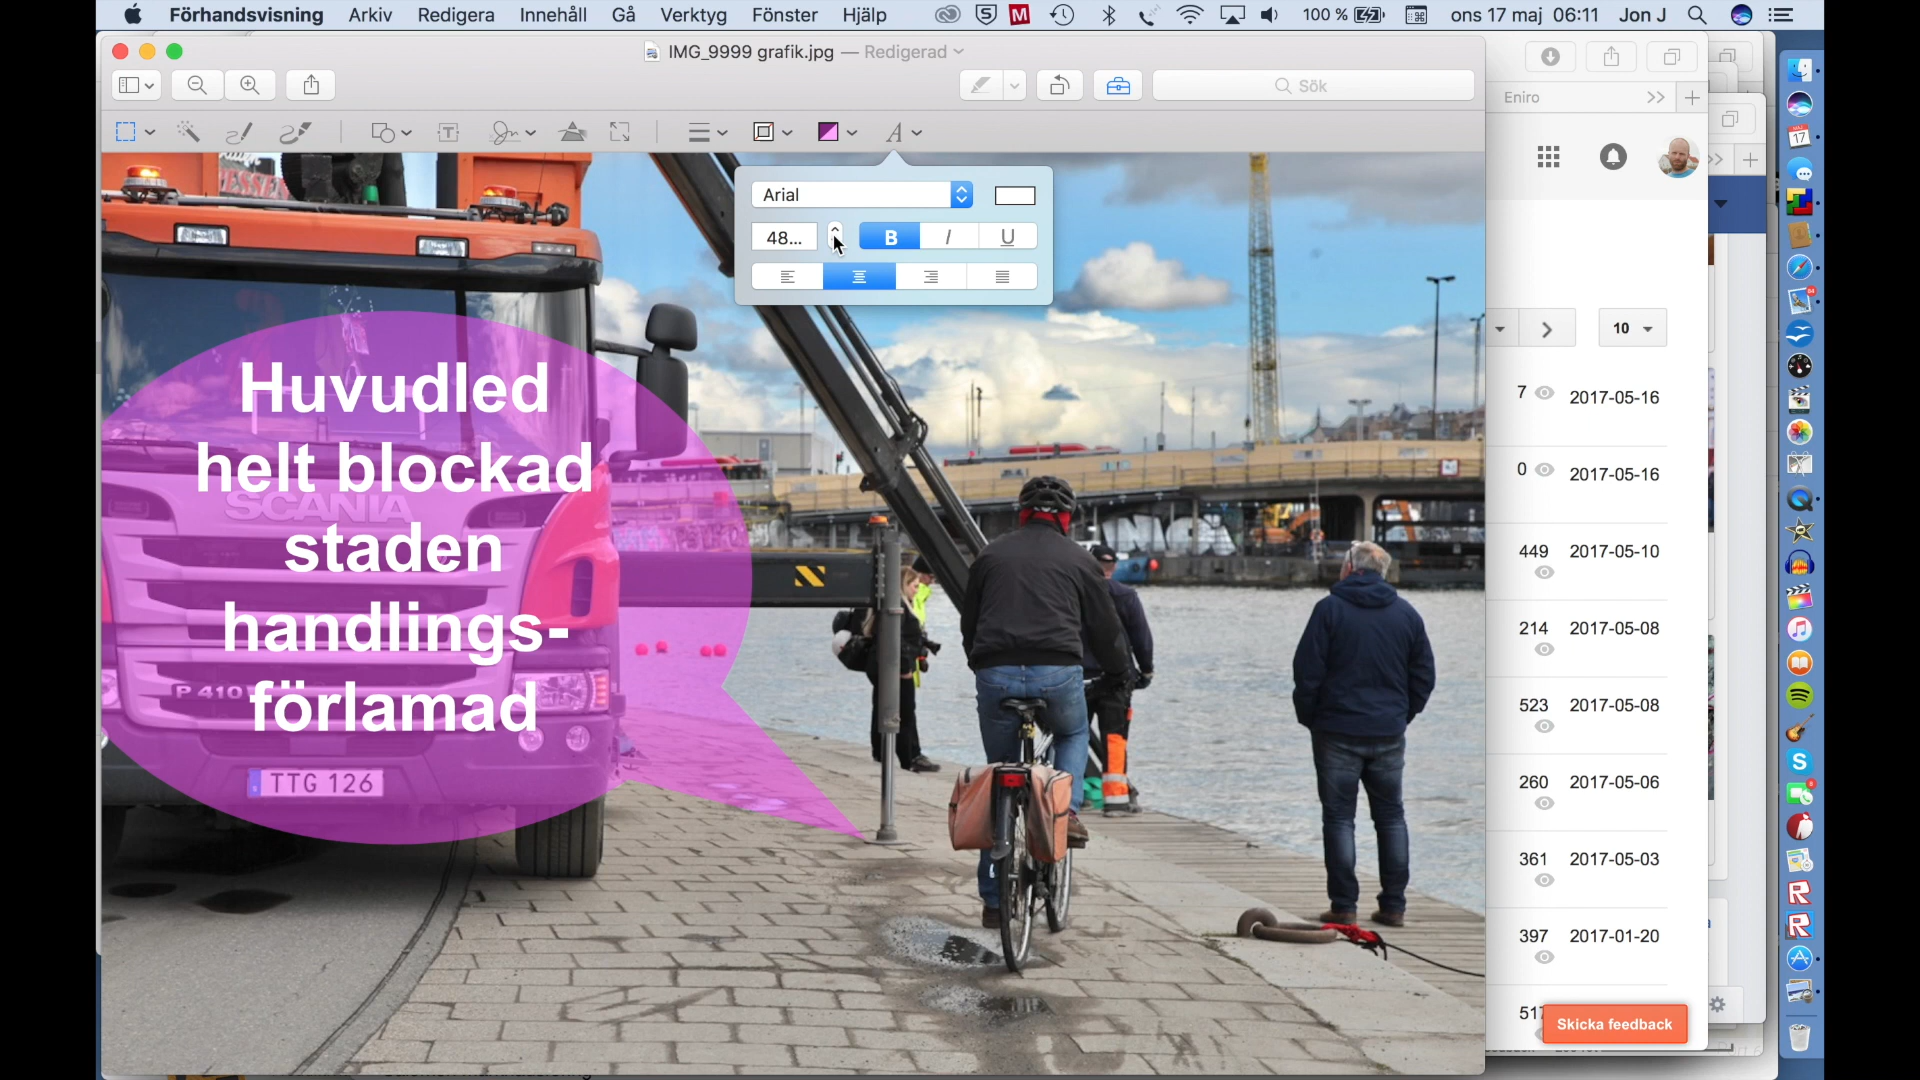 Förhandsvisning Arkiv Redigera Innehåll Gå Verktyg Fönster Hjälp 100 % ons 17 maj 06:11 Jon J
IMG_9999 grafik.jpg — Redigerad
Sök
Eniro
Arial
48...
B I U
10
Huvudled
helt blockad
staden
handlings-
förlamad
SCANIA
P 410
TTG 126
7 2017-05-16
0 2017-05-16
449 2017-05-10
214 2017-05-08
523 2017-05-08
260 2017-05-06
361 2017-05-03
397 2017-01-20
Skicka feedback